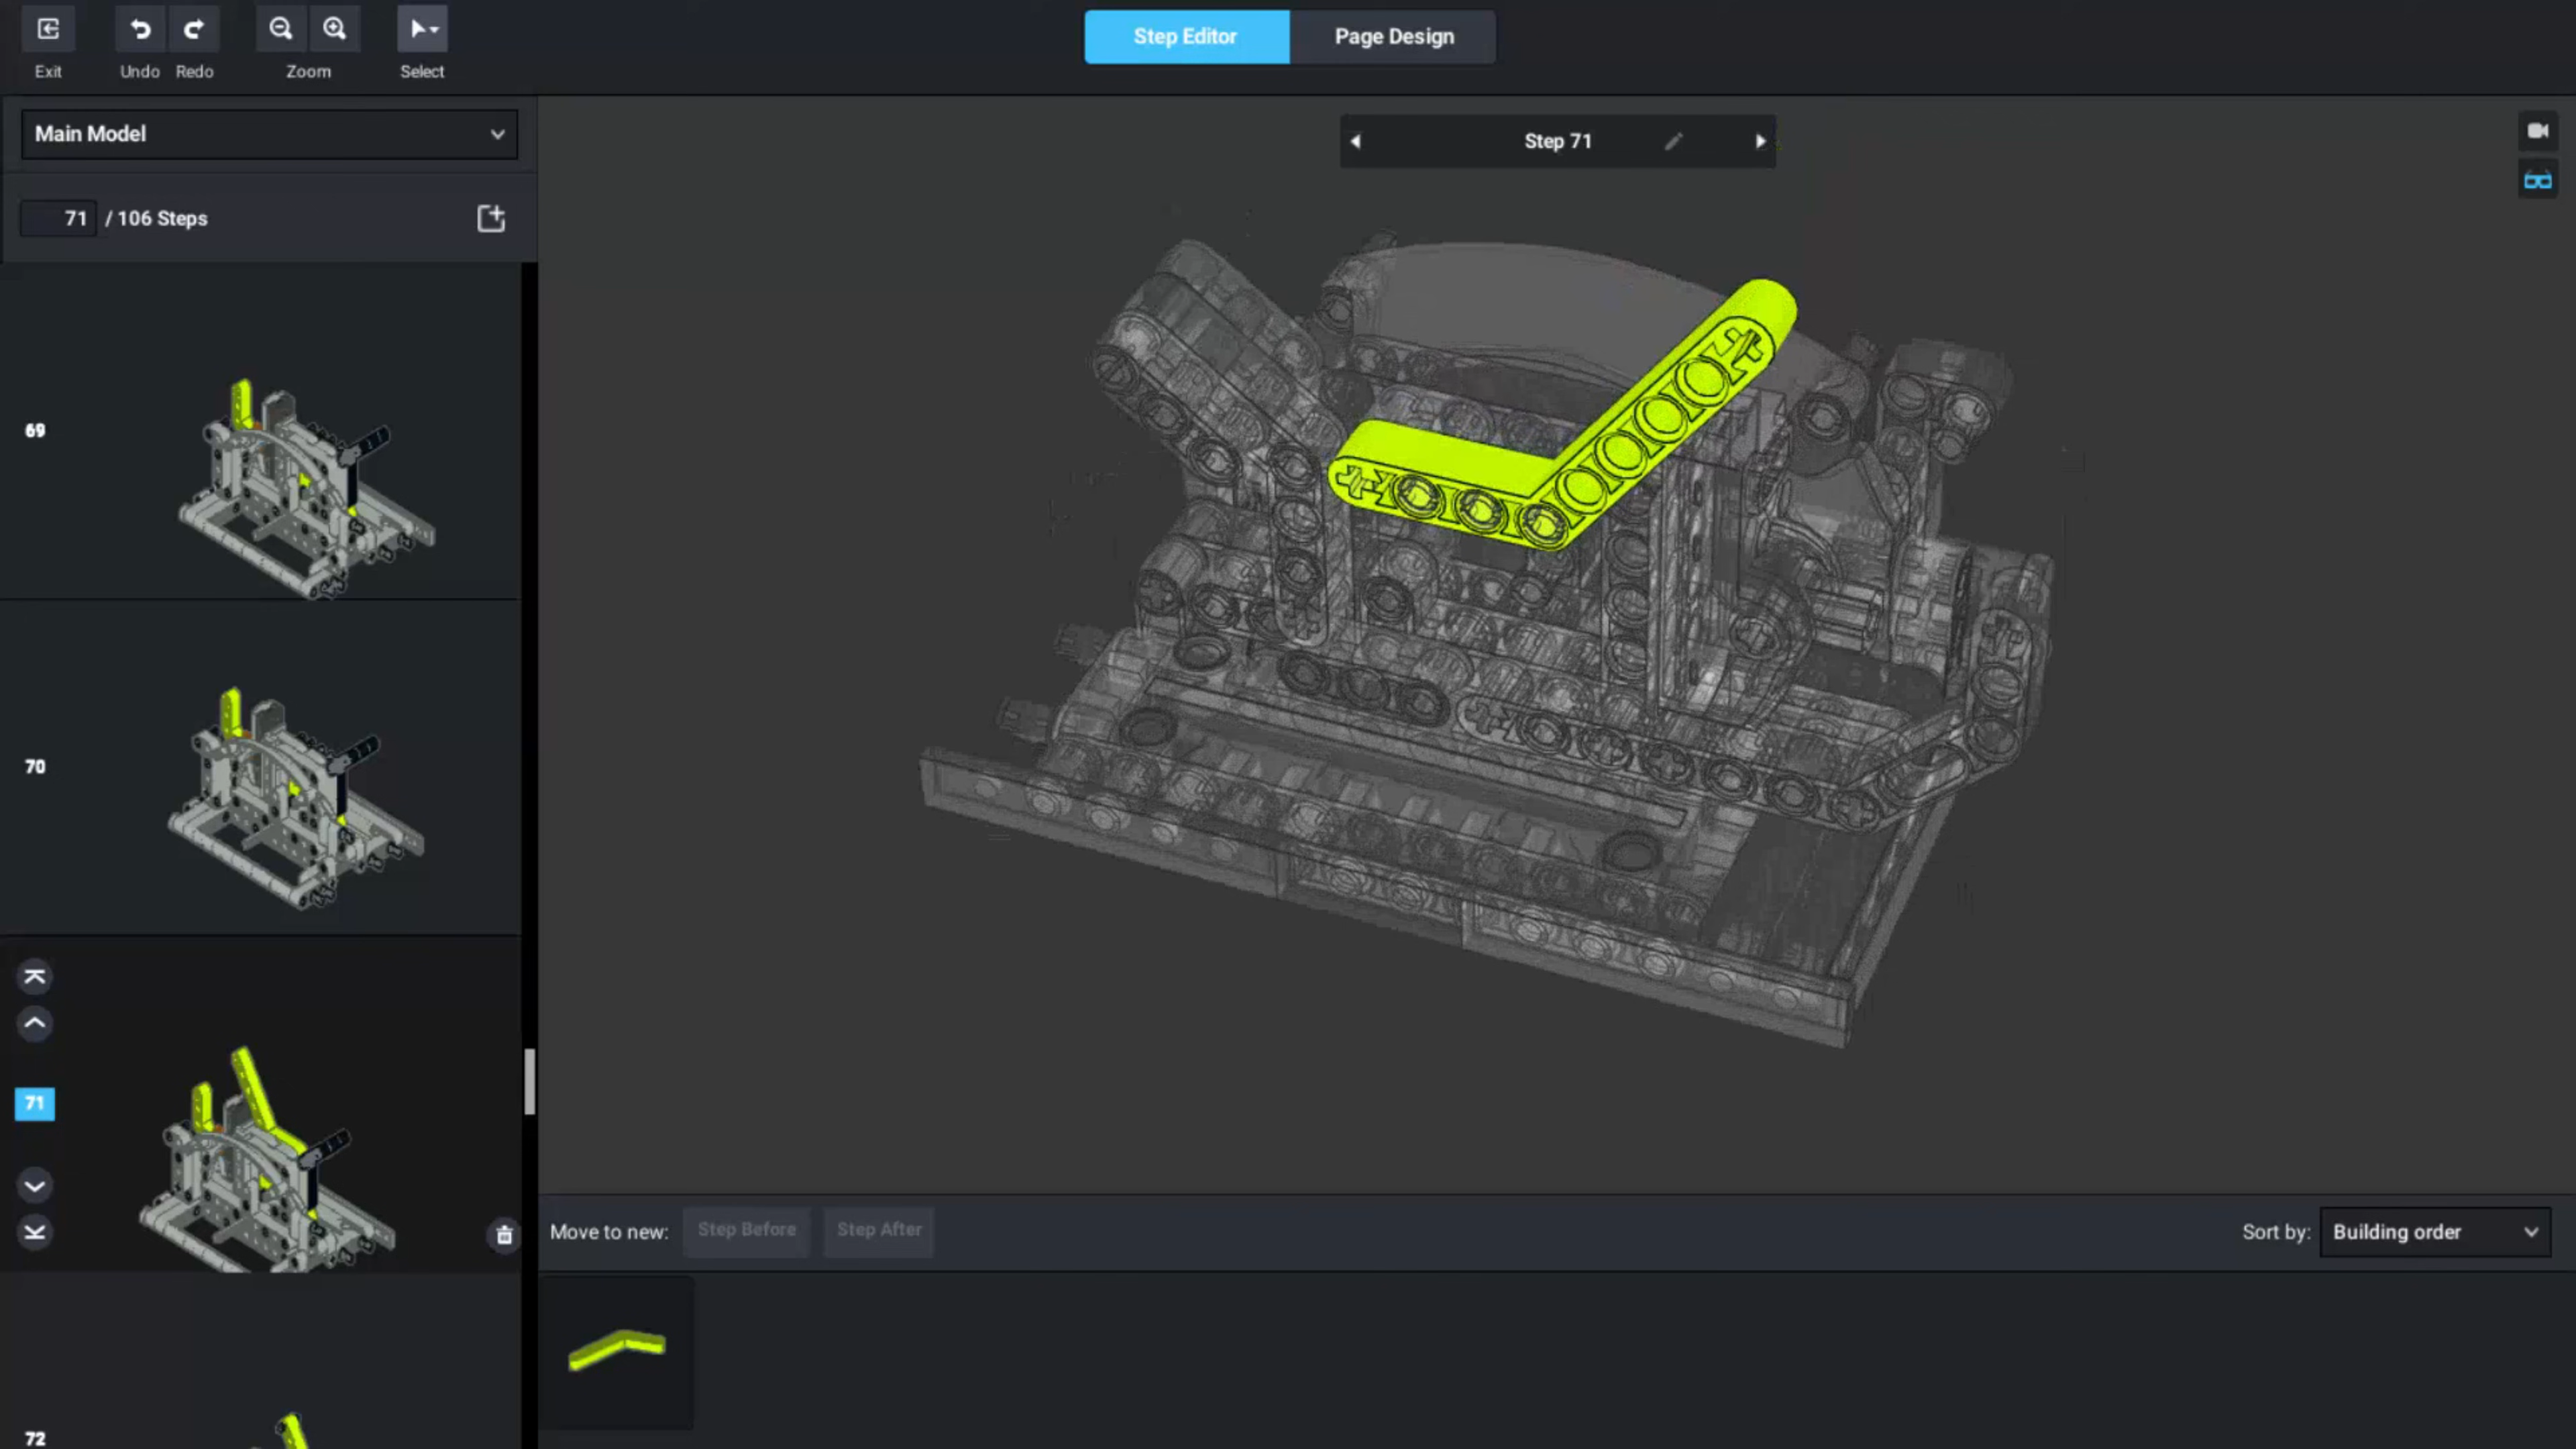 Step Editor
Page Design
Exit
Undo
Redo
Zoom
Select
Main Model
71 / 106 Steps
Step 71
69
70
71
72
Move to new:
Step Before
Step After
Sort by:
Building order